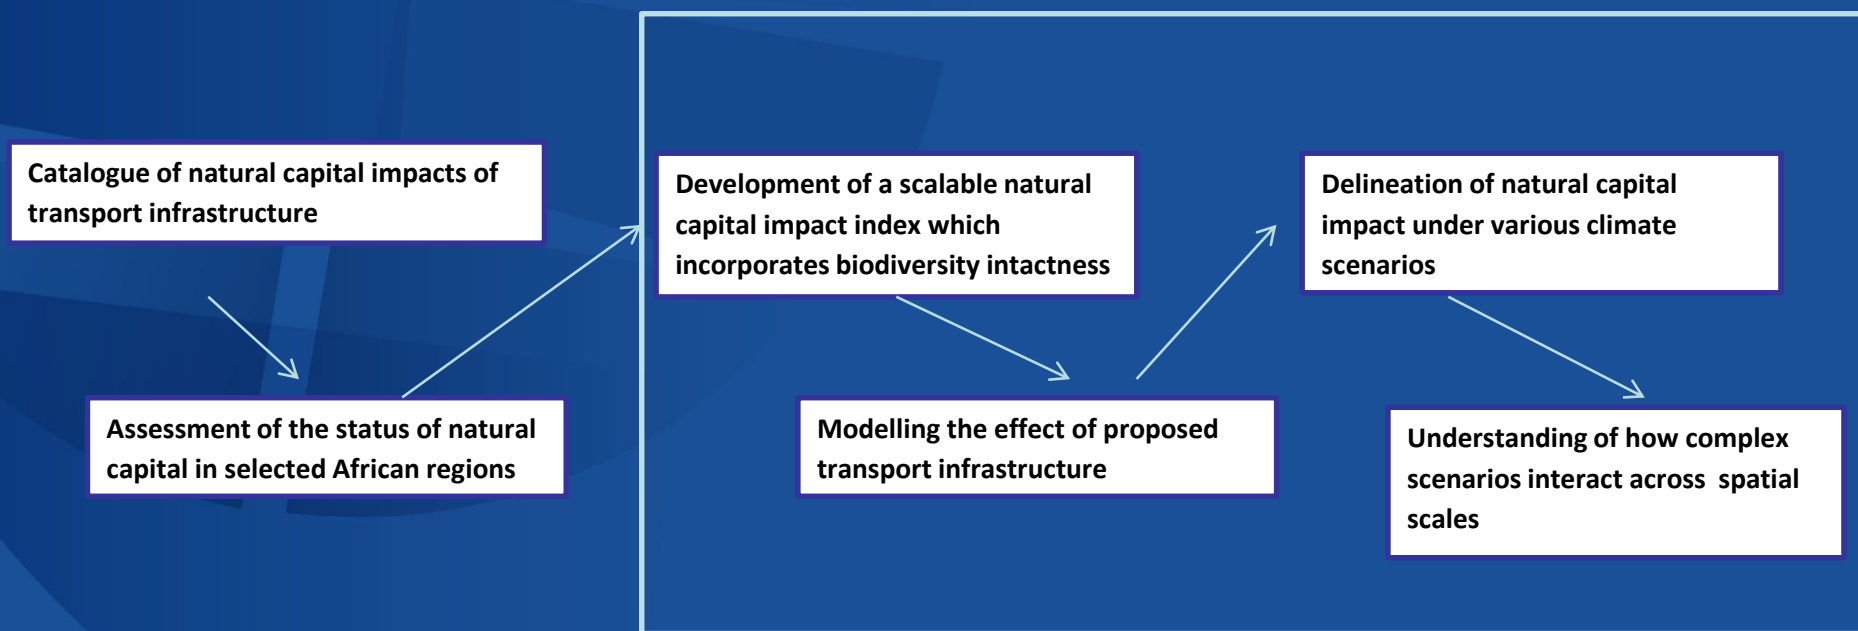 Catalogue of natural capital impacts of
transport infrastructure
Assessment of the status of natural
capital in selected African regions
Development of a scalable natural
capital impact index which
incorporates biodiversity intactness
Modelling the effect of proposed
transport infrastructure
Delineation of natural capital
impact under various climate
scenarios
Understanding of how complex
scenarios interact across  spatial
scales